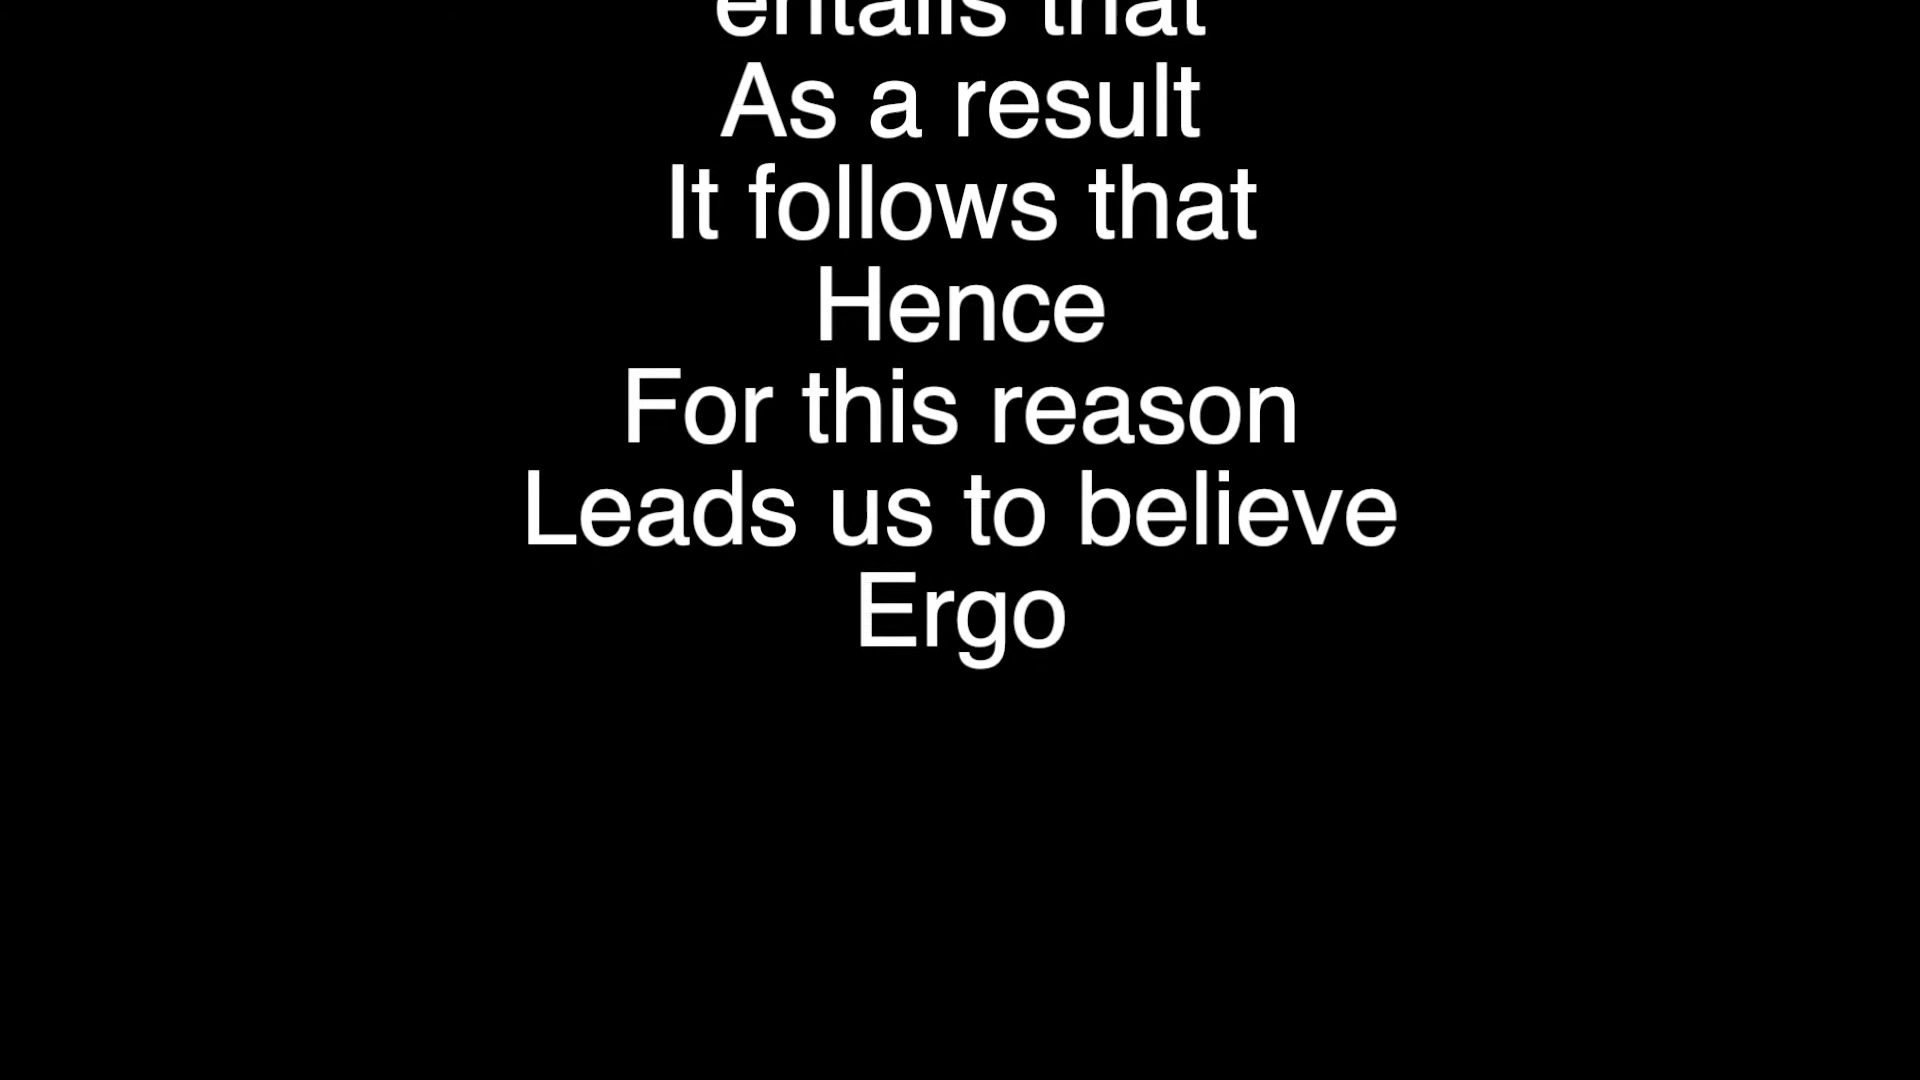 entails that
As a result
It follows that
Hence
For this reason
Leads us to believe
Ergo